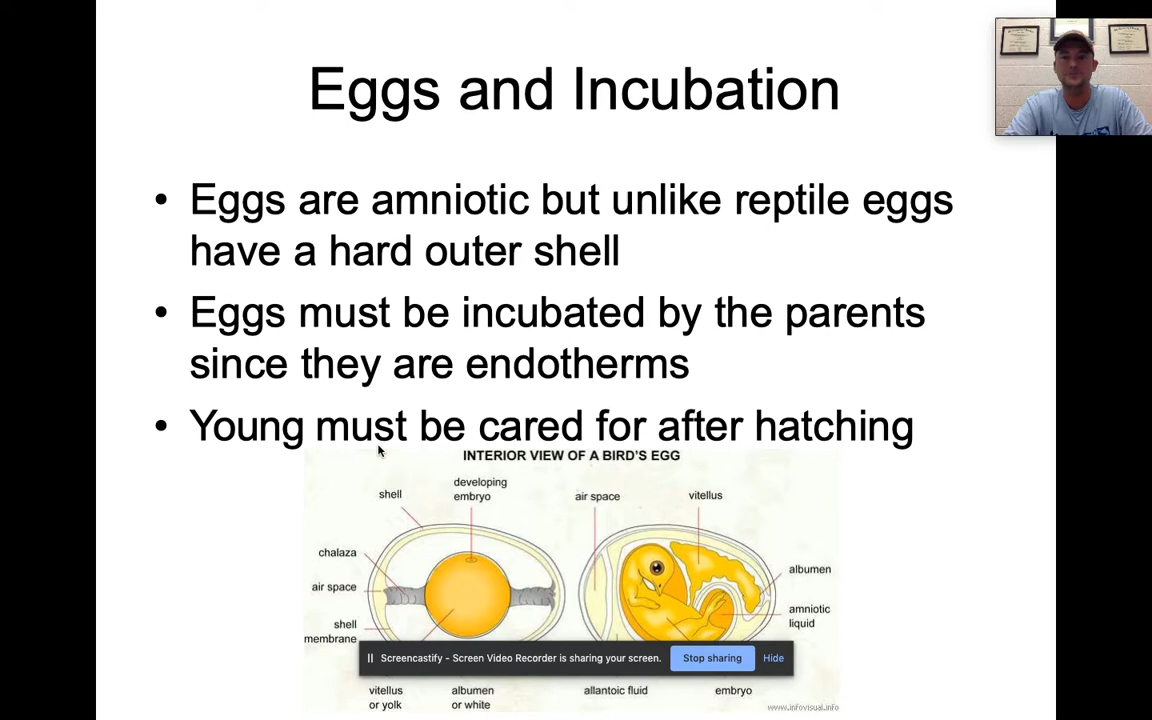 Eggs and Incubation
• Eggs are amniotic but unlike reptile eggs
have a hard outer shell
• Eggs must be incubated by the parents
since they are endotherms
• Young must be cared for after hatching
INTERIOR VIEW OF A BIRD'S EGG
shell
developing
embryo
air space
vitellus
chalaza
air space
shell
membrane
albumen
amniotic
liquid
Screencastify - Screen Video Recorder is sharing your screen.
Stop sharing
Hide
vitellus
or yolk
albumen
or white
allantoic fluid
embryo
www.infovisual.info